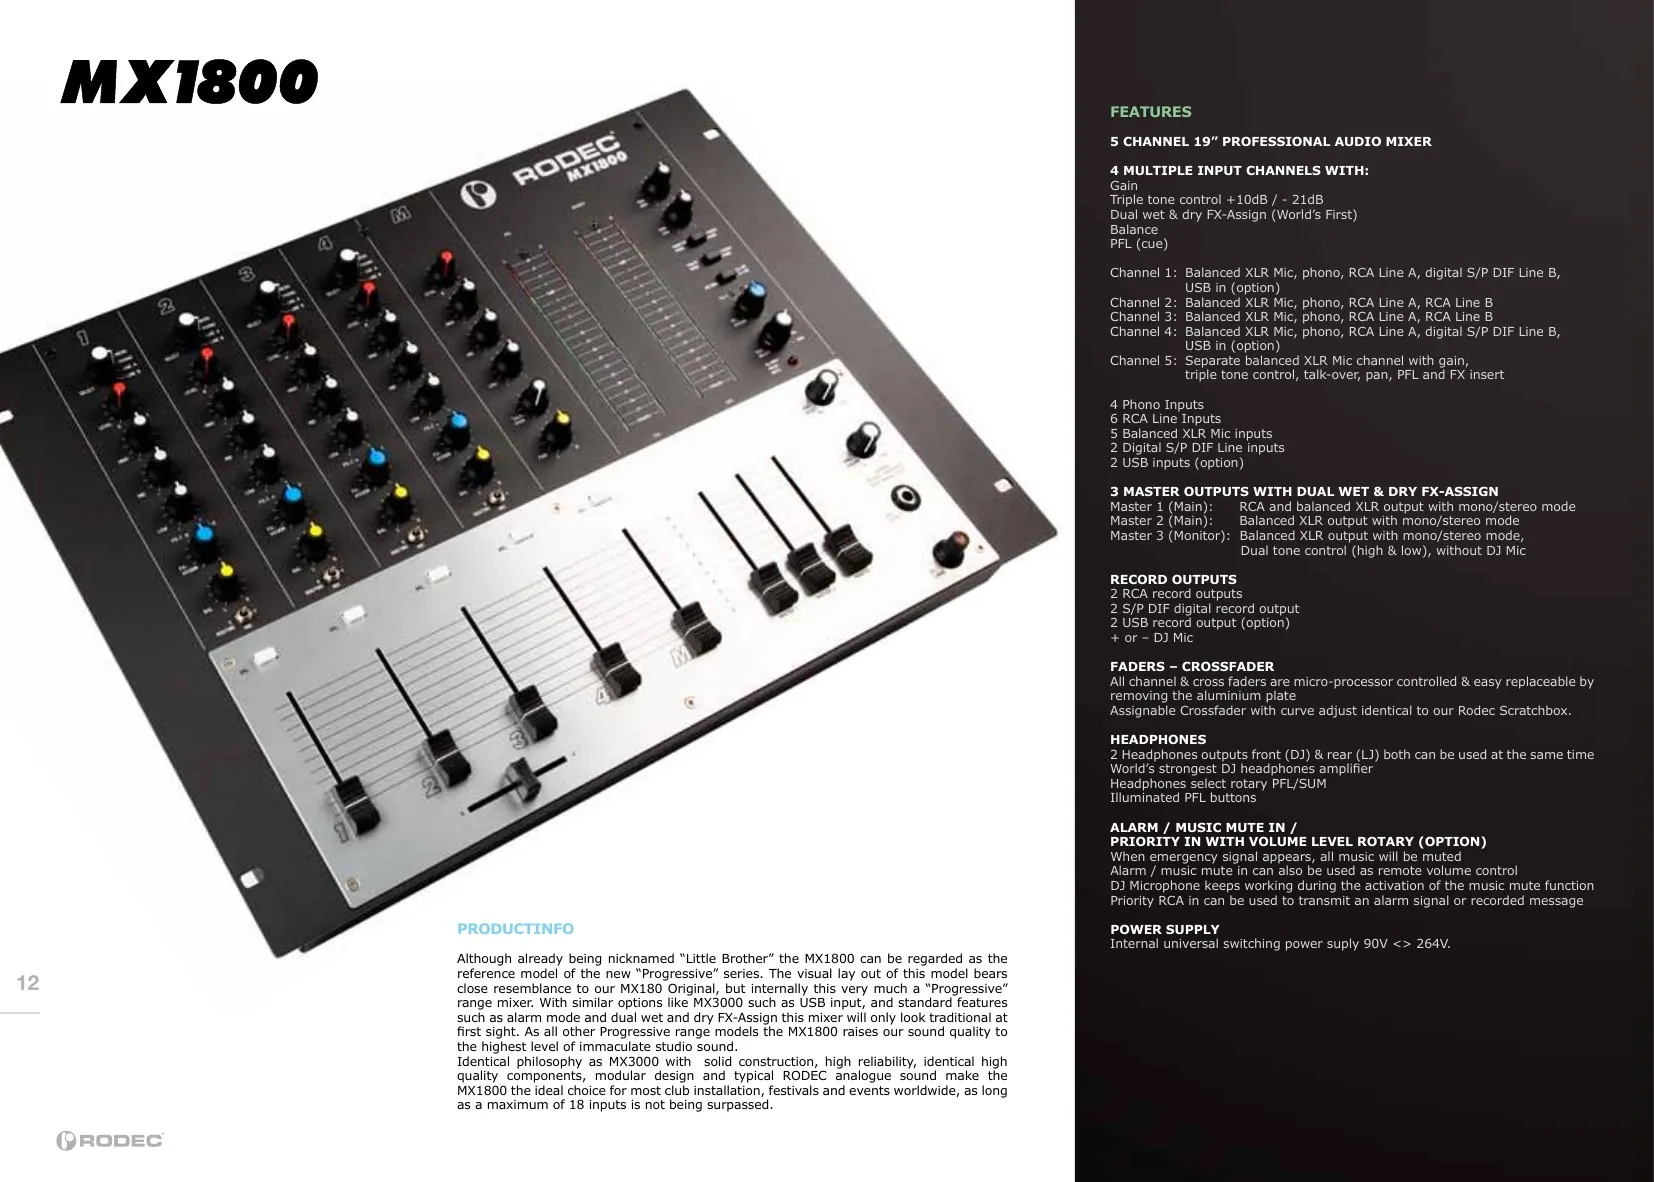 MX1800
RODEC
MX1800
1
2
3
4
M
1
2
3
4
M
PRODUCTINFO
Although already being nicknamed “Little Brother” the MX1800 can be regarded as the
reference model of the new “Progressive” series. The visual lay out of this model bears
close resemblance to our MX180 Original, but internally this very much a “Progressive”
range mixer. With similar options like MX3000 such as USB input, and standard features
such as alarm mode and dual wet and dry FX-Assign this mixer will only look traditional at
first sight. As all other Progressive range models the MX1800 raises our sound quality to
the highest level of immaculate studio sound.
Identical philosophy as MX3000 with solid construction, high reliability, identical high
quality components, modular design and typical RODEC analogue sound make the
MX1800 the ideal choice for most club installation, festivals and events worldwide, as long
as a maximum of 18 inputs is not being surpassed.
12
RODEC
FEATURES
5 CHANNEL 19” PROFESSIONAL AUDIO MIXER
4 MULTIPLE INPUT CHANNELS WITH:
Gain
Triple tone control +10dB / - 21dB
Dual wet & dry FX-Assign (World’s First)
Balance
PFL (cue)
Channel 1: Balanced XLR Mic, phono, RCA Line A, digital S/P DIF Line B,
USB in (option)
Channel 2: Balanced XLR Mic, phono, RCA Line A, RCA Line B
Channel 3: Balanced XLR Mic, phono, RCA Line A, RCA Line B
Channel 4: Balanced XLR Mic, phono, RCA Line A, digital S/P DIF Line B,
USB in (option)
Channel 5: Separate balanced XLR Mic channel with gain,
triple tone control, talk-over, pan, PFL and FX insert
4 Phono Inputs
6 RCA Line Inputs
5 Balanced XLR Mic inputs
2 Digital S/P DIF Line inputs
2 USB inputs (option)
3 MASTER OUTPUTS WITH DUAL WET & DRY FX-ASSIGN
Master 1 (Main): RCA and balanced XLR output with mono/stereo mode
Master 2 (Main): Balanced XLR output with mono/stereo mode
Master 3 (Monitor): Balanced XLR output with mono/stereo mode,
Dual tone control (high & low), without DJ Mic
RECORD OUTPUTS
2 RCA record outputs
2 S/P DIF digital record output
2 USB record output (option)
+ or – DJ Mic
FADERS – CROSSFADER
All channel & cross faders are micro-processor controlled & easy replaceable by
removing the aluminium plate
Assignable Crossfader with curve adjust identical to our Rodec Scratchbox.
HEADPHONES
2 Headphones outputs front (DJ) & rear (LJ) both can be used at the same time
World’s strongest DJ headphones amplifier
Headphones select rotary PFL/SUM
Illuminated PFL buttons
ALARM / MUSIC MUTE IN /
PRIORITY IN WITH VOLUME LEVEL ROTARY (OPTION)
When emergency signal appears, all music will be muted
Alarm / music mute in can also be used as remote volume control
DJ Microphone keeps working during the activation of the music mute function
Priority RCA in can be used to transmit an alarm signal or recorded message
POWER SUPPLY
Internal universal switching power suply 90V <> 264V.